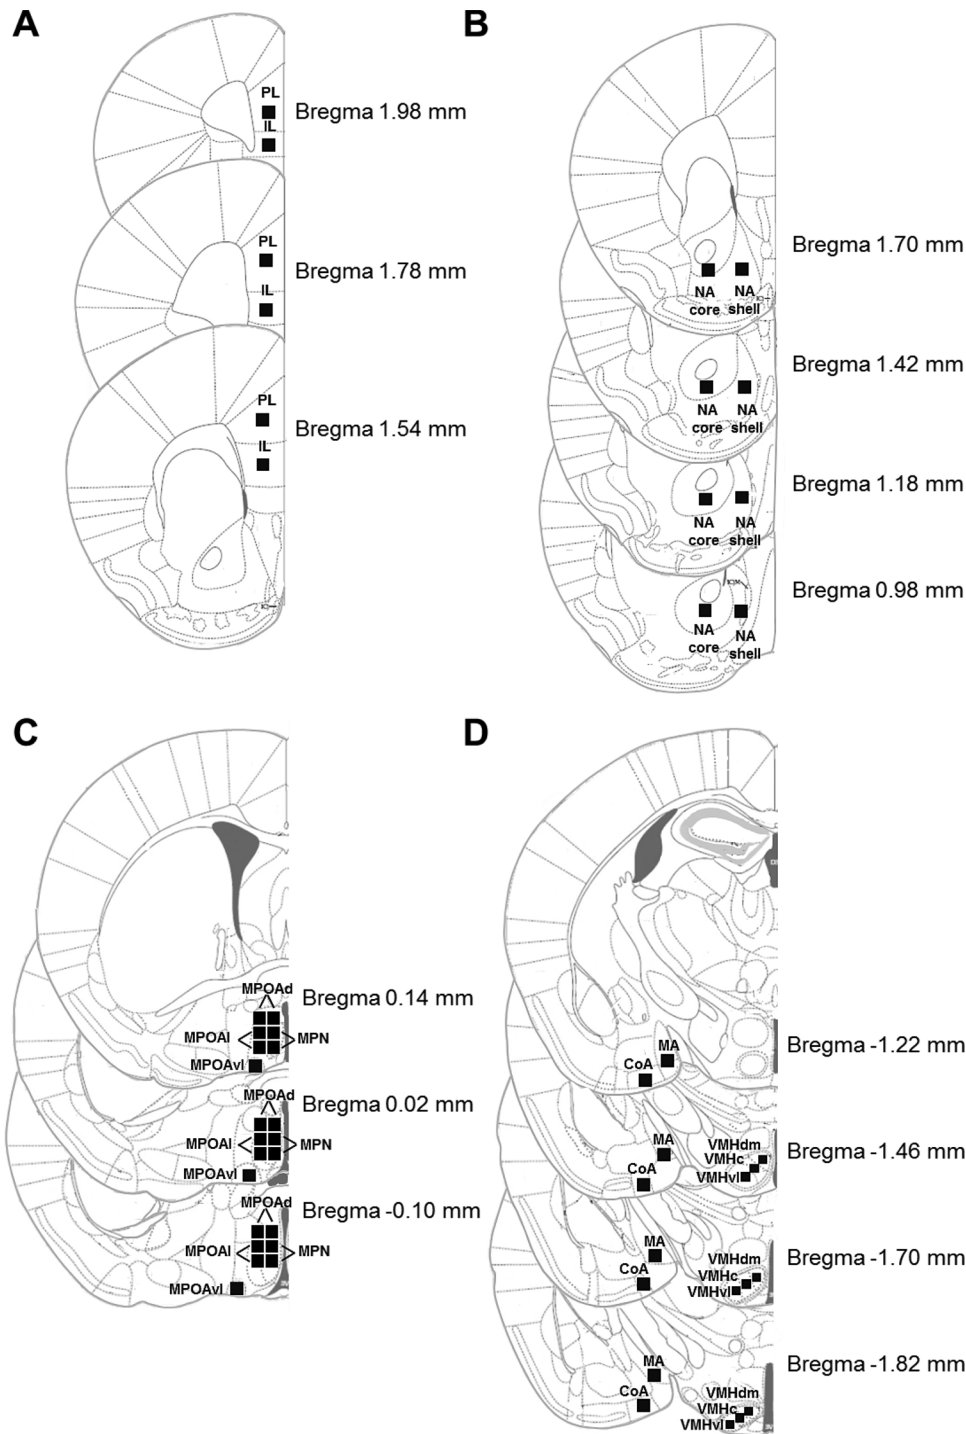 A
PL
IL
Bregma 1.98 mm
PL
IL
Bregma 1.78 mm
PL
IL
Bregma 1.54 mm
B
NA core
NA shell
Bregma 1.70 mm
NA core
NA shell
Bregma 1.42 mm
NA core
NA shell
Bregma 1.18 mm
NA core
NA shell
Bregma 0.98 mm
C
MPOAd
Bregma 0.14 mm
MPOAl
MPN
MPOAvl
MPOAd
Bregma 0.02 mm
MPOAl
MPN
MPOAvl
MPOAd
Bregma -0.10 mm
MPOAl
MPN
MPOAvl
D
MA
CoA
Bregma -1.22 mm
MA
CoA
VMHdm
VMHc
VMHvl
Bregma -1.46 mm
MA
CoA
VMHdm
VMHc
VMHvl
Bregma -1.70 mm
MA
CoA
VMHdm
VMHc
VMHvl
Bregma -1.82 mm